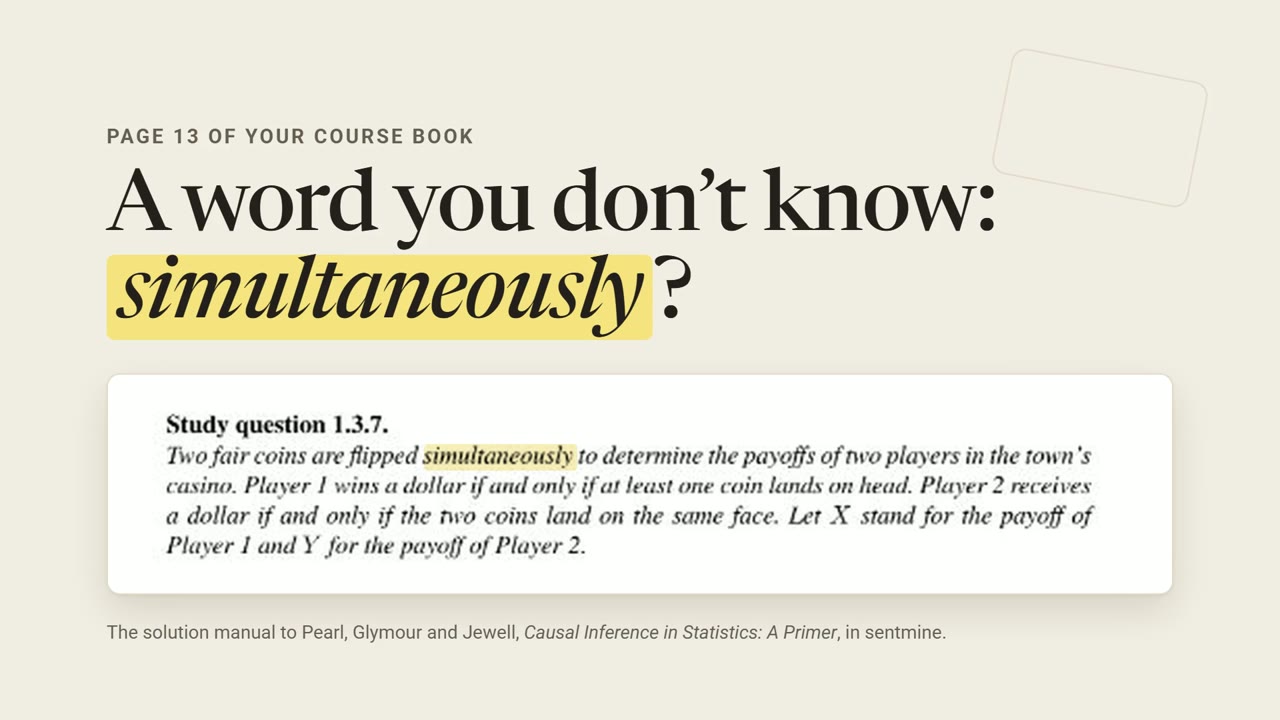 PAGE 13 OF YOUR COURSE BOOK
A word you don’t know:
simultaneously?
Study question 1.3.7.
Two fair coins are flipped simultaneously to determine the payoffs of two players in the town's
casino. Player 1 wins a dollar if and only if at least one coin lands on head. Player 2 receives
a dollar if and only if the two coins land on the same face. Let X stand for the payoff of
Player 1 and Y for the payoff of Player 2.
The solution manual to Pearl, Glymour and Jewell, Causal Inference in Statistics: A Primer, in sentmine.